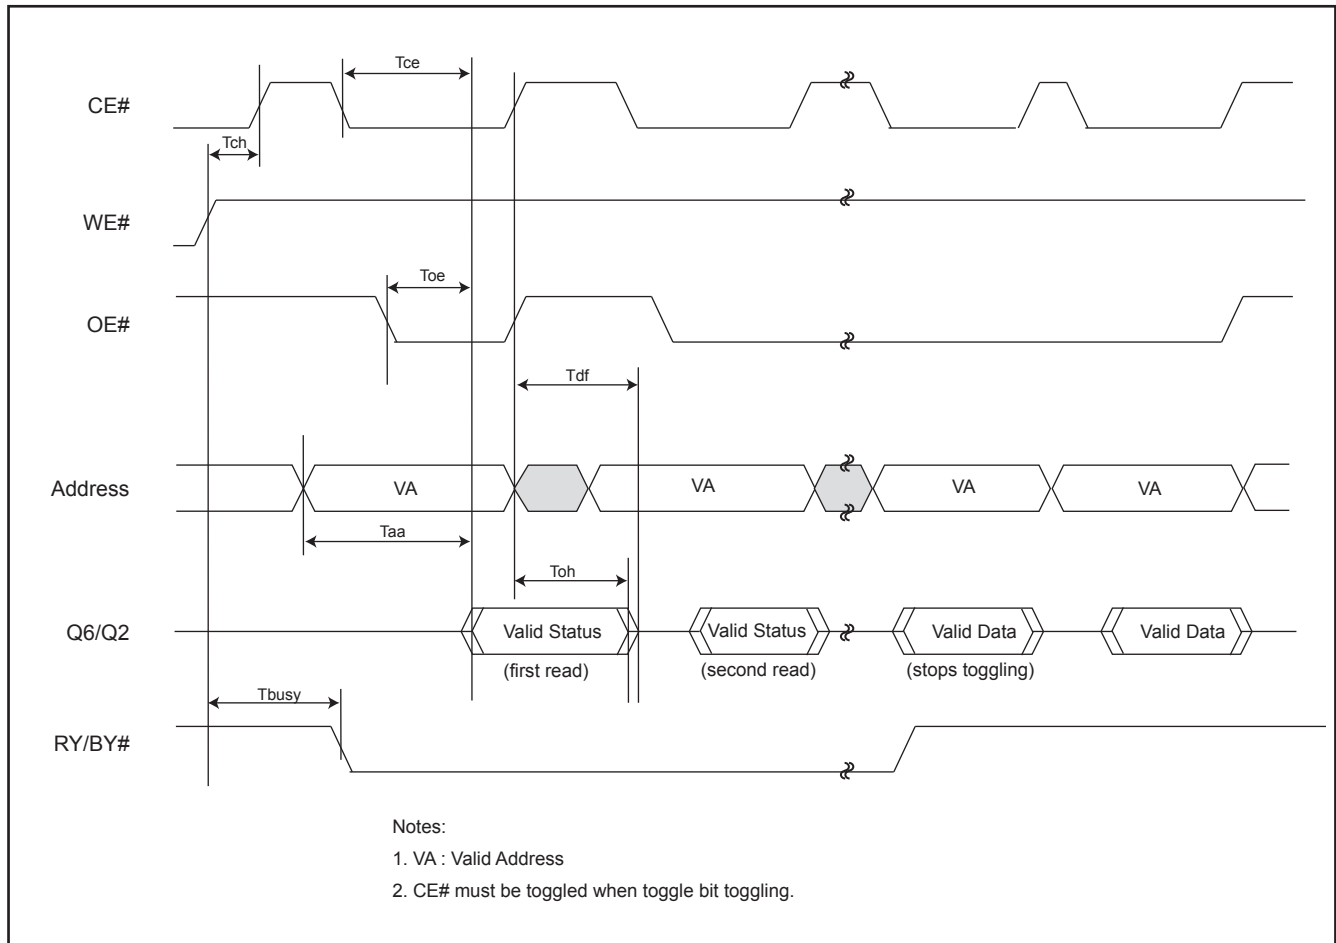 Tce
CE#
Tch
WE#
Toe
OE#
Tdf
Address VA VA VA VA
Taa
Toh
Q6/Q2 Valid Status Valid Status Valid Data Valid Data
(first read) (second read) (stops toggling)
Tbusy
RY/BY#
Notes:
1. VA : Valid Address
2. CE# must be toggled when toggle bit toggling.